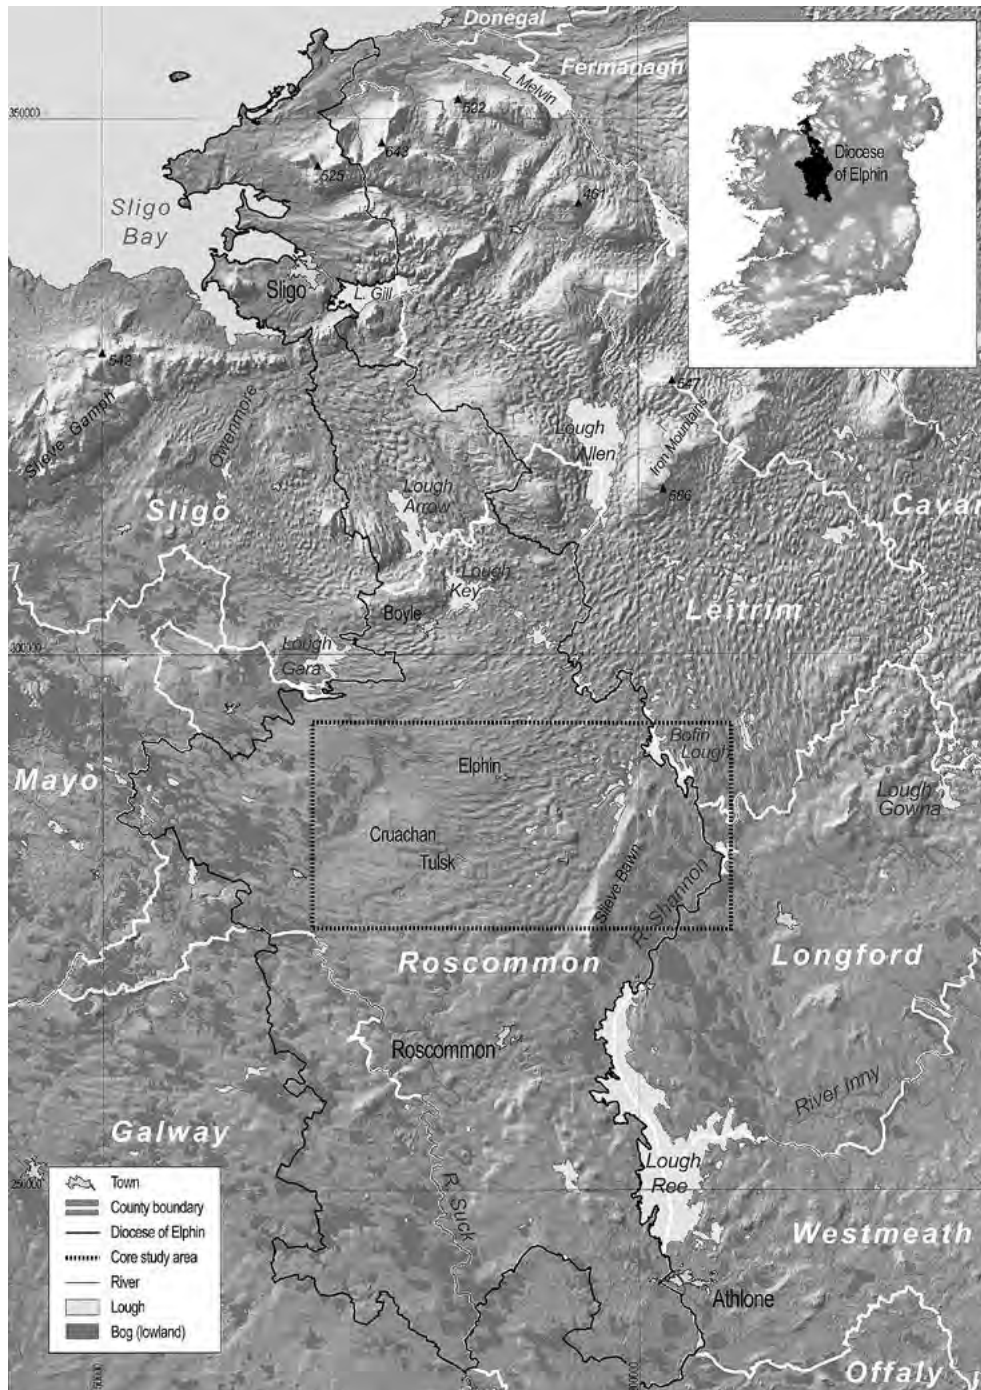 Donegal
Fermanagh
L. Melvin
350000
502
643
525
461
Sligo
Bay
Diocese
of Elphin
Sligo
L. Gill
542
Slieve Gamph
Owenmore
547
Iron Mountains
Lough
Allen
586
Lough
Arrow
Sligo
Cavan
Lough
Key
Boyle
Leitrim
Lough
Gara
300000
Bofin
Lough
Elphin
Mayo
Lough
Gowna
Cruachan
Tulsk
Slieve Bawn
R. Shannon
Roscommon
Longford
Roscommon
River Inny
Galway
R. Suck
Lough
Ree
250000
Town
County boundary
Diocese of Elphin
Core study area
River
Lough
Bog (lowland)
Westmeath
Athlone
Offaly